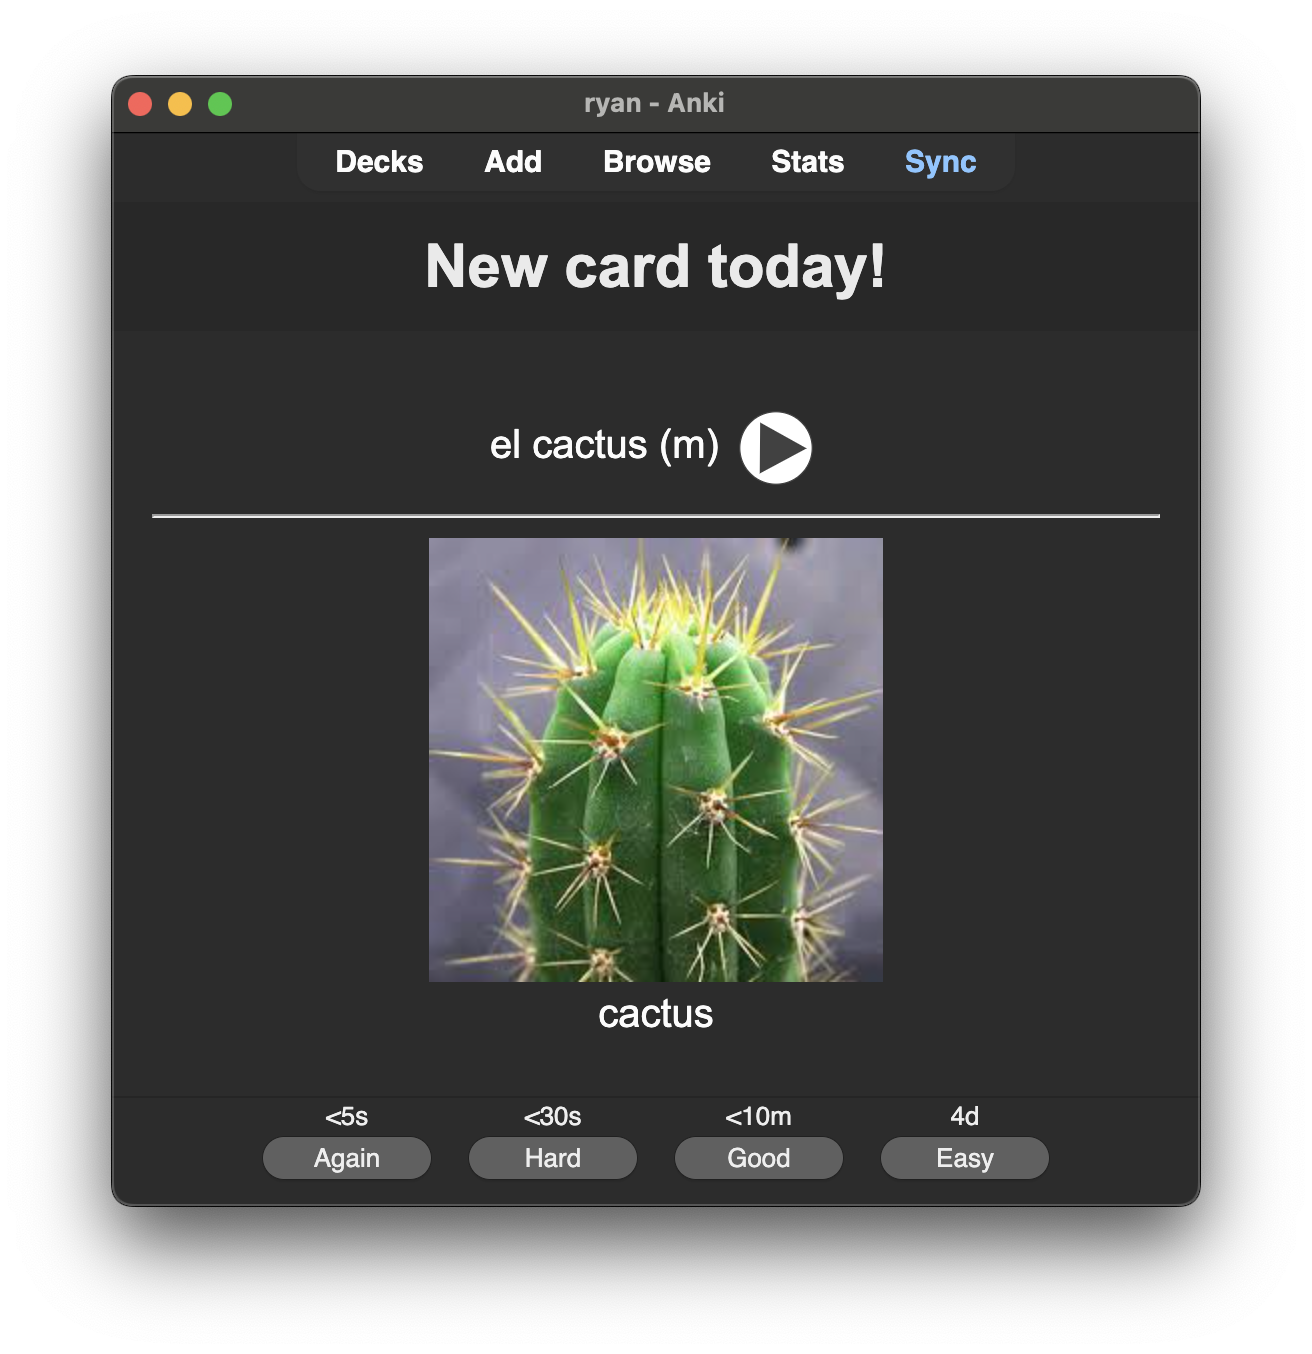 ryan - Anki
Decks Add Browse Stats Sync
New card today!
el cactus (m)
cactus
<5s <30s <10m 4d
Again Hard Good Easy